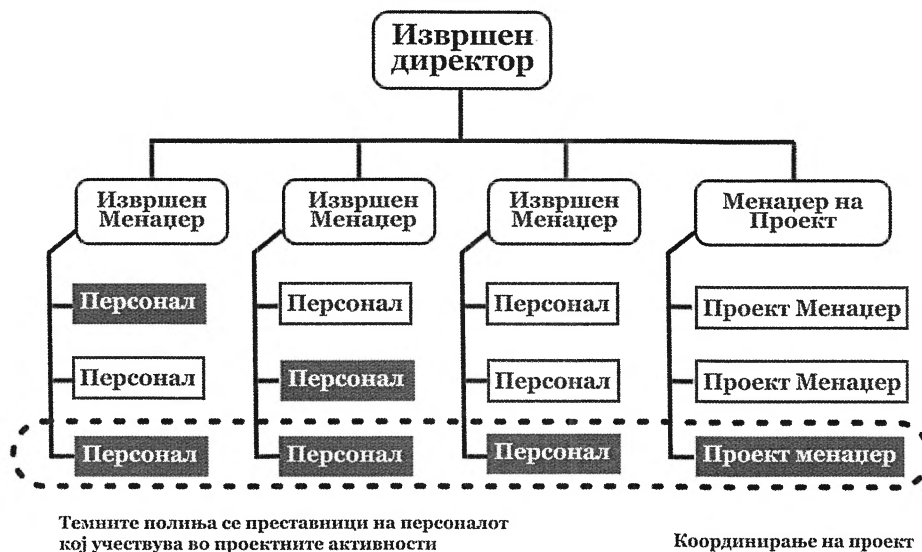 Извршен
директор
Извршен
Менаџер
Извршен
Менаџер
Извршен
Менаџер
Менаџер на
Проект
Персонал
Персонал
Персонал
Проект Менаџер
Персонал
Персонал
Персонал
Проект Менаџер
Персонал
Персонал
Персонал
Проект менаџер
Темните полиња се преставници на персоналот
кој учествува во проектните активности
Координирање на проект